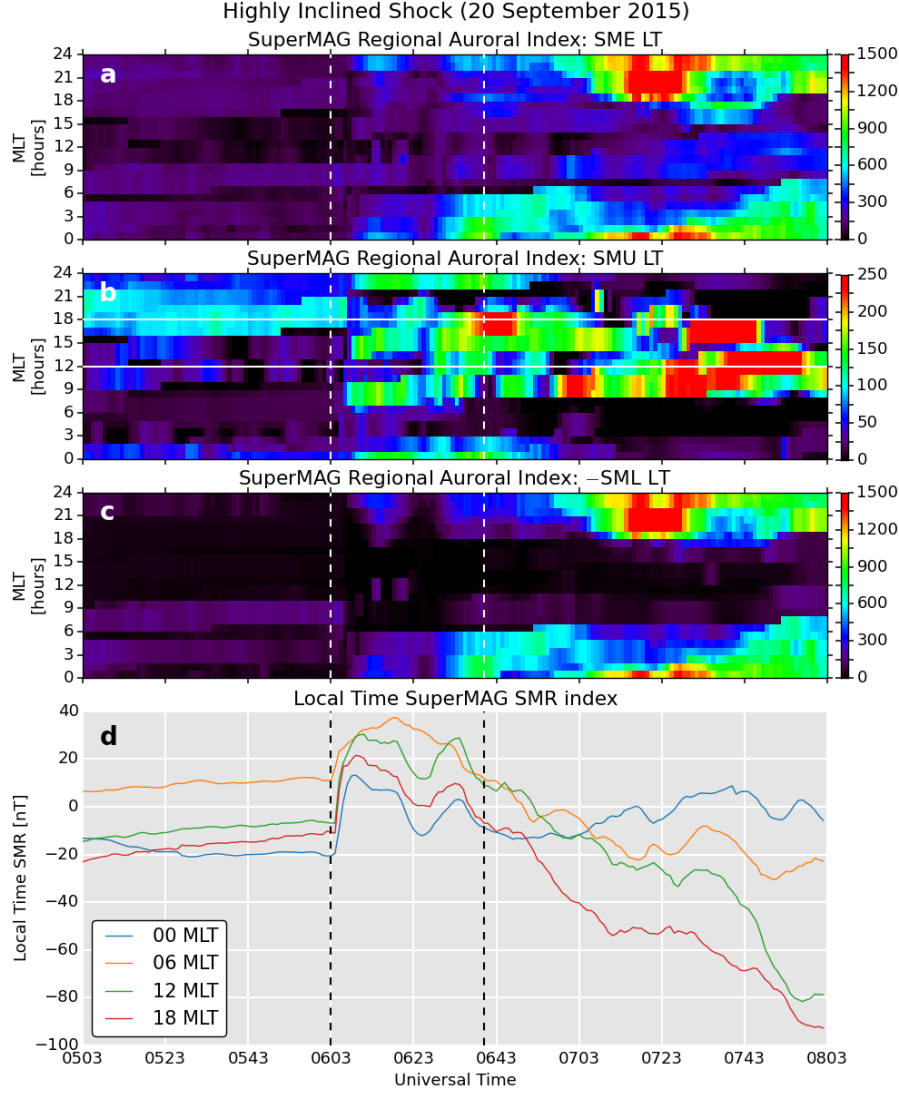 Highly Inclined Shock (20 September 2015)
SuperMAG Regional Auroral Index: SME LT
a
24
21
18
15
12
9
6
3
0
MLT
[hours]
1500
1200
900
600
300
0
SuperMAG Regional Auroral Index: SMU LT
b
24
21
18
15
12
9
6
3
0
MLT
[hours]
250
200
150
100
50
0
SuperMAG Regional Auroral Index: −SML LT
c
24
21
18
15
12
9
6
3
0
MLT
[hours]
1500
1200
900
600
300
0
Local Time SuperMAG SMR index
d
40
20
0
−20
−40
−60
−80
−100
Local Time SMR [nT]
00 MLT
06 MLT
12 MLT
18 MLT
0503 0523 0543 0603 0623 0643 0703 0723 0743 0803
Universal Time